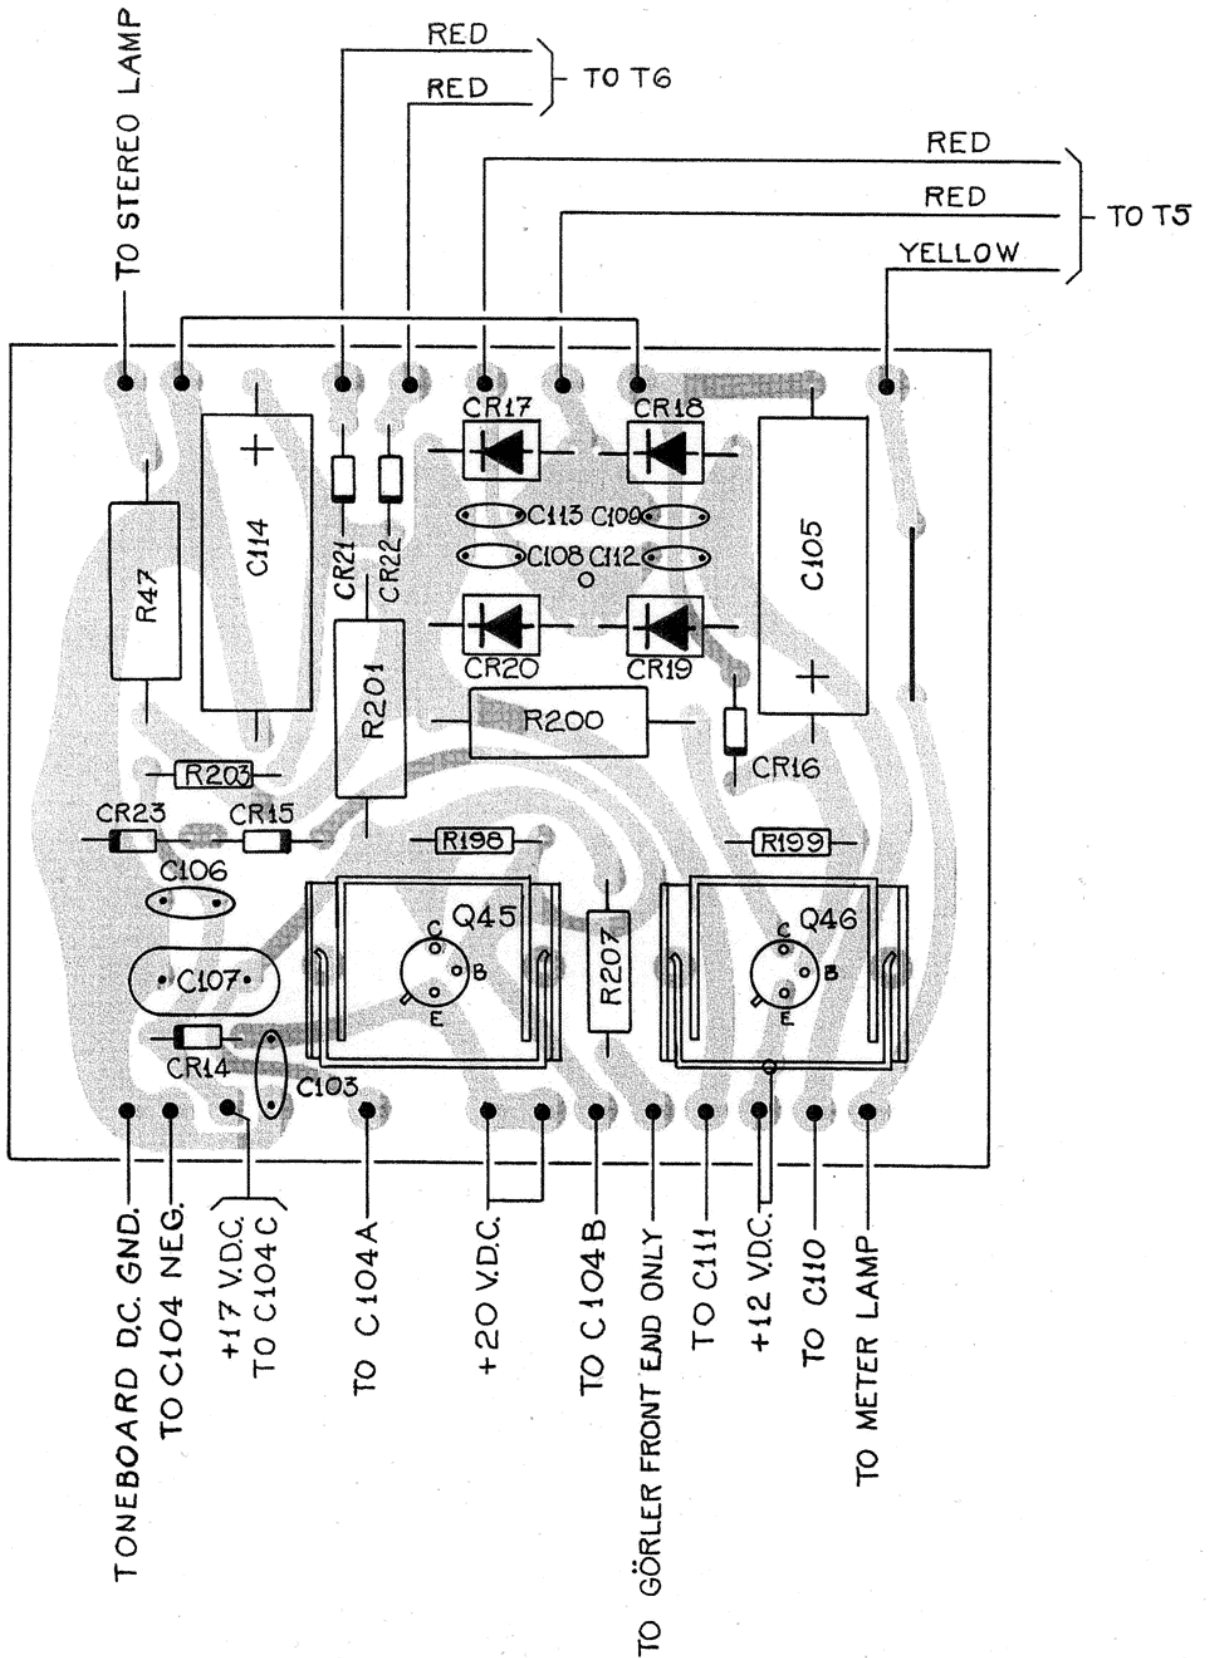 TO STEREO LAMP
RED
RED
TO T6
RED
RED
YELLOW
TO T5
CR17
CR18
C114
+
R47
CR21
CR22
C113
C109
C108
C112
C105
+
CR20
CR19
R201
R200
R203
CR16
CR23
CR15
R198
R199
C106
Q45
C
B
E
Q46
C
B
E
C107
R207
CR14
C103
TONEBOARD D.C. GND.
TO C104 NEG.
+17 V.D.C.
TO C104C
TO C104A
+20 V.D.C.
TO C104B
TO GÖRLER FRONT END ONLY
TO C111
+12 V.D.C.
TO C110
TO METER LAMP